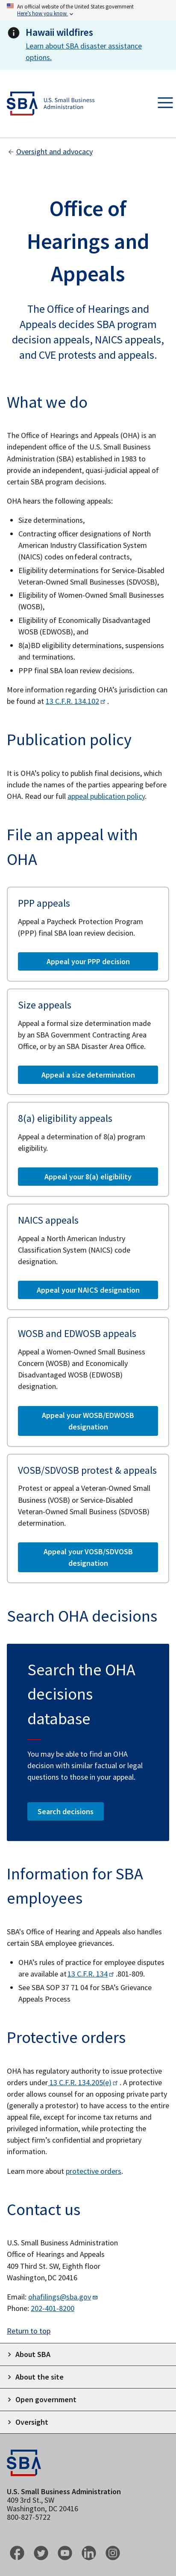 An official website of the United States government
Here's how you know
Hawaii wildfires
Learn about SBA disaster assistance
options.
SBA
U.S. Small Business
Administration
Oversight and advocacy
Office of
Hearings and
Appeals
The Office of Hearings and
Appeals decides SBA program
decision appeals, NAICS appeals,
and CVE protests and appeals.
What we do
The Office of Hearings and Appeals (OHA) is an
independent office of the U.S. Small Business
Administration (SBA) established in 1983 to
provide an independent, quasi-judicial appeal of
certain SBA program decisions.
OHA hears the following appeals:
• Size determinations,
• Contracting officer designations of North
American Industry Classification System
(NAICS) codes on federal contracts,
• Eligibility determinations for Service-Disabled
Veteran-Owned Small Businesses (SDVOSB),
• Eligibility of Women-Owned Small Businesses
(WOSB),
• Eligibility of Economically Disadvantaged
WOSB (EDWOSB), and
• 8(a)BD eligibility determinations, suspensions
and terminations.
• PPP final SBA loan review decisions.
More information regarding OHA's jurisdiction can
be found at 13 C.F.R. 134.102 .
Publication policy
It is OHA's policy to publish final decisions, which
include the names of the parties appearing before
OHA. Read our full appeal publication policy.
File an appeal with
OHA
PPP appeals
Appeal a Paycheck Protection Program
(PPP) final SBA loan review decision.
Appeal your PPP decision
Size appeals
Appeal a formal size determination made
by an SBA Government Contracting Area
Office, or by an SBA Disaster Area Office.
Appeal a size determination
8(a) eligibility appeals
Appeal a determination of 8(a) program
eligibility.
Appeal your 8(a) eligibility
NAICS appeals
Appeal a North American Industry
Classification System (NAICS) code
designation.
Appeal your NAICS designation
WOSB and EDWOSB appeals
Appeal a Women-Owned Small Business
Concern (WOSB) and Economically
Disadvantaged WOSB (EDWOSB)
designation.
Appeal your WOSB/EDWOSB
designation
VOSB/SDVOSB protest & appeals
Protest or appeal a Veteran-Owned Small
Business (VOSB) or Service-Disabled
Veteran-Owned Small Business (SDVOSB)
determination.
Appeal your VOSB/SDVOSB
designation
Search OHA decisions
Search the OHA
decisions
database
You may be able to find an OHA
decision with similar factual or legal
questions to those in your appeal.
Search decisions
Information for SBA
employees
SBA's Office of Hearing and Appeals also handles
certain SBA employee grievances.
• OHA's rules of practice for employee disputes
are available at 13 C.F.R. 134 .801-809.
• See SBA SOP 37 71 04 for SBA's Grievance
Appeals Process
Protective orders
OHA has regulatory authority to issue protective
orders under 13 C.F.R. 134.205(e) . A protective
order allows counsel for an opposing private party
(generally a protestor) to have access to the entire
appeal file, except for income tax returns and
privileged information, while protecting the
subject firm's confidential and proprietary
information.
Learn more about protective orders.
Contact us
U.S. Small Business Administration
Office of Hearings and Appeals
409 Third St. SW, Eighth floor
Washington, DC 20416
Email: ohafilings@sba.gov
Phone: 202-401-8200
Return to top
About SBA
About the site
Open government
Oversight
SBA
U.S. Small Business Administration
409 3rd St., SW
Washington, DC 20416
800-827-5722